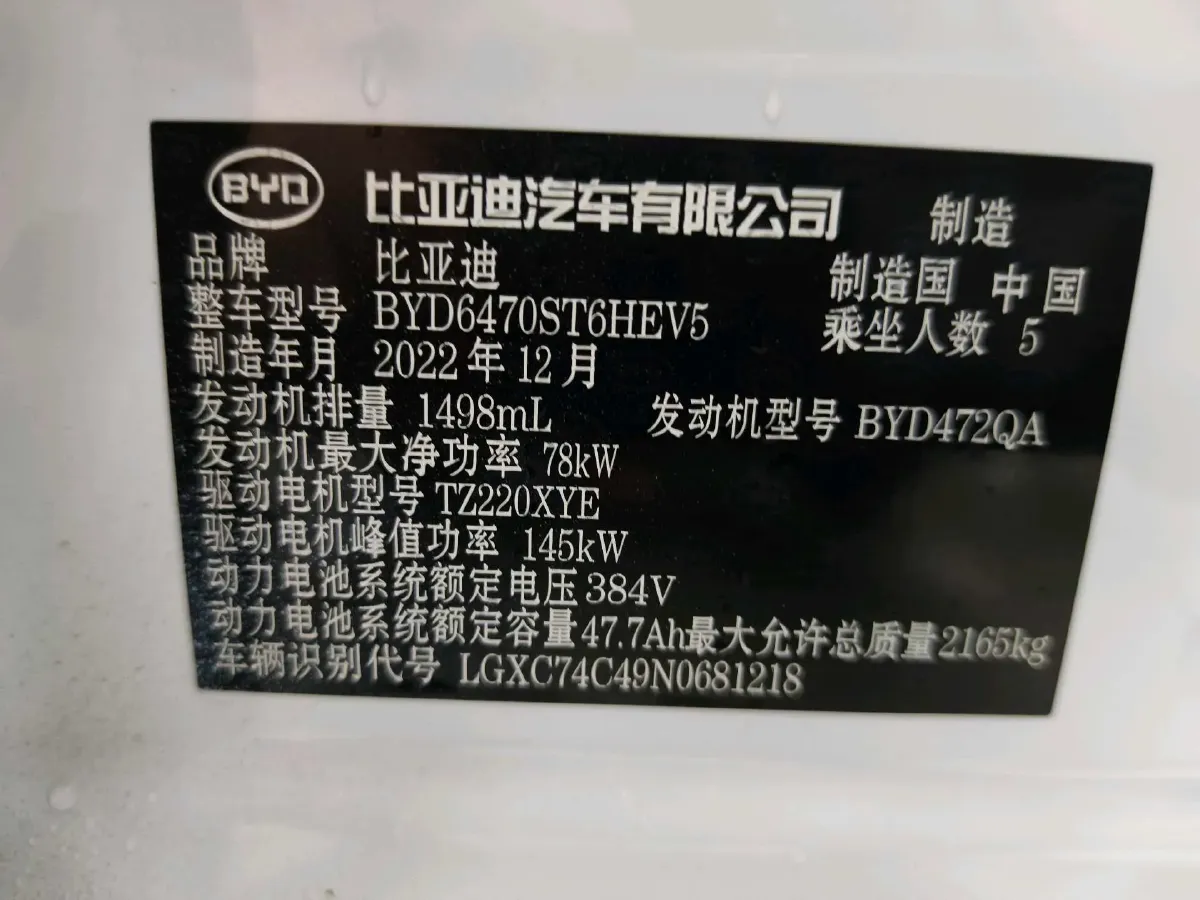 BYD 比亚迪汽车有限公司 制造
品牌 比亚迪 制造国 中国
整车型号 BYD6470ST6HEV5 乘坐人数 5
制造年月 2022年12月
发动机排量 1498mL 发动机型号 BYD472QA
发动机最大净功率 78kW
驱动电机型号 TZ220XYE
驱动电机峰值功率 145kW
动力电池系统额定电压 384V
动力电池系统额定容量 47.7Ah 最大允许总质量 2165kg
车辆识别代号 LGXC74C49N0681218